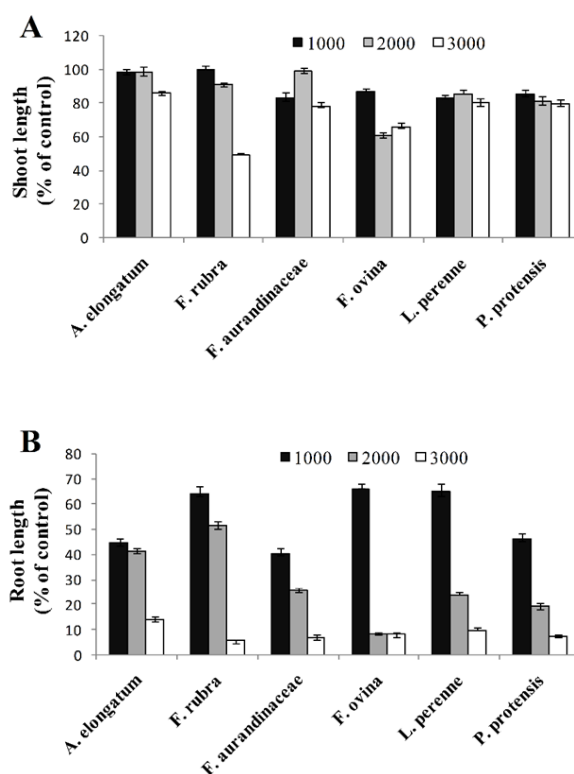 A
1000 2000 3000
Shoot length
(% of control)
120
100
80
60
40
20
0
A. elongatum
F. rubra
F. aurandinaceae
F. ovina
L. perenne
P. protensis
B
1000 2000 3000
Root length
(% of control)
80
70
60
50
40
30
20
10
0
A. elongatum
F. rubra
F. aurandinaceae
F. ovina
L. perenne
P. protensis